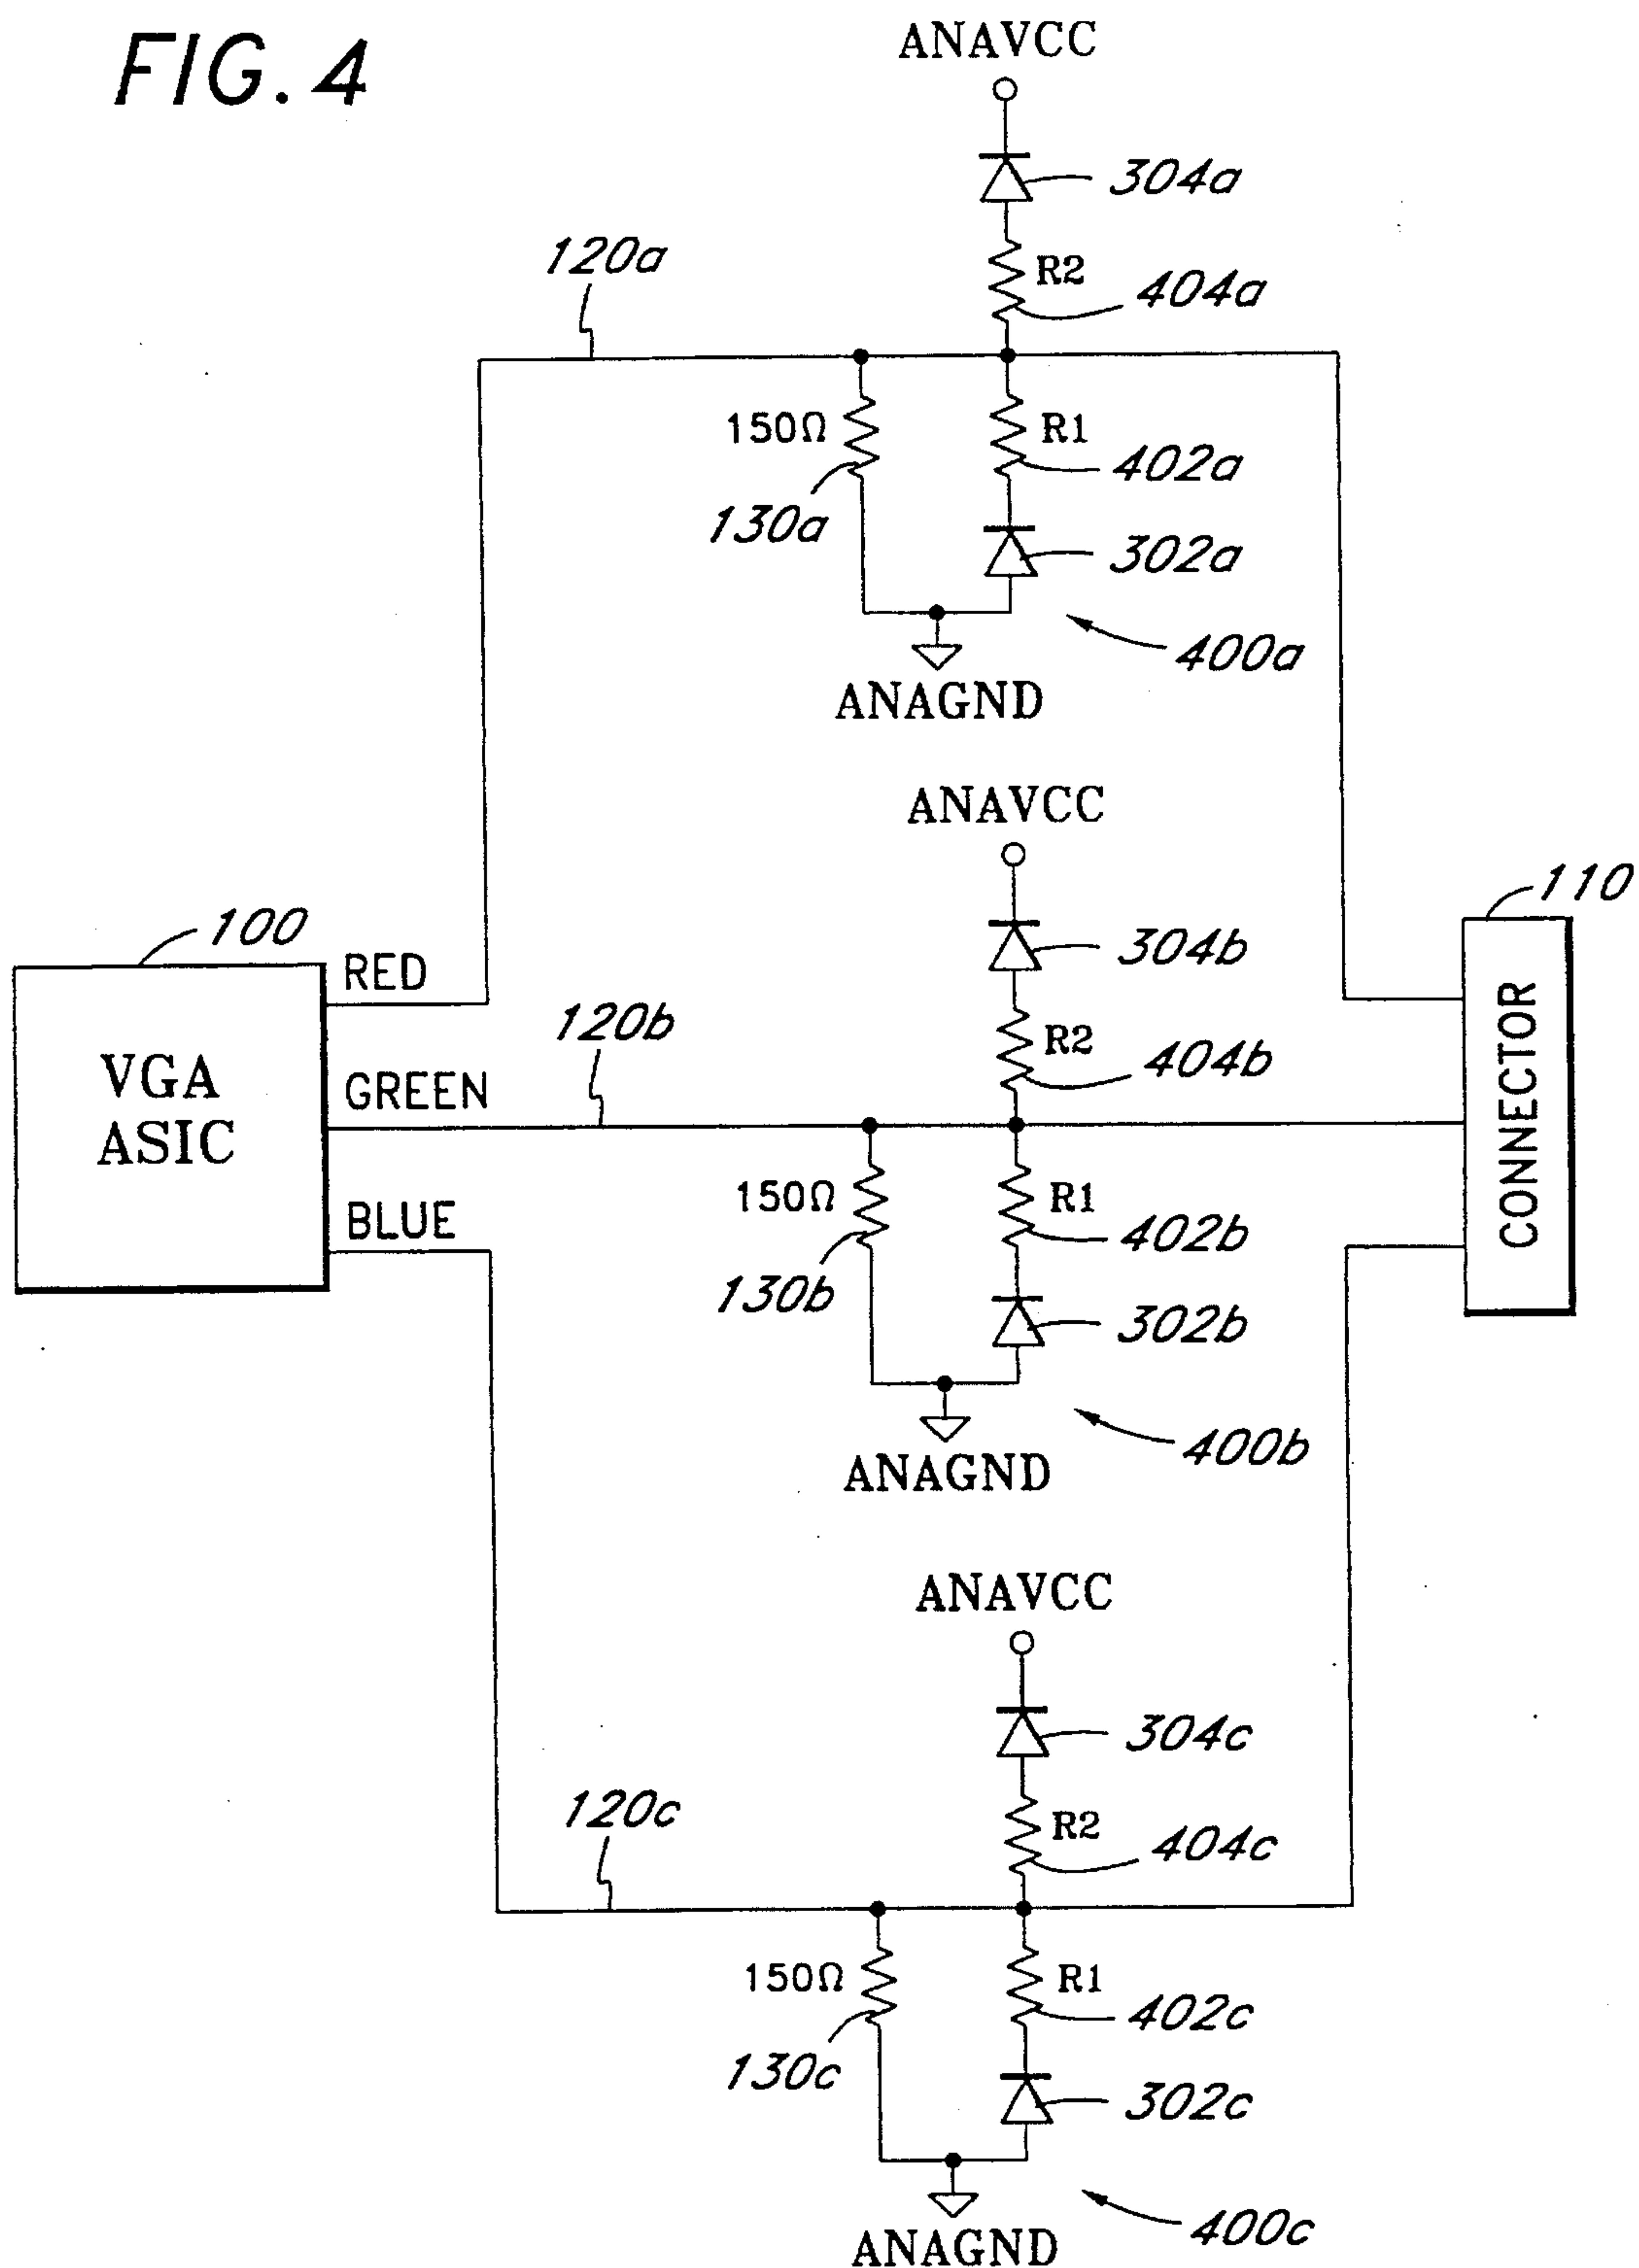 FIG. 4
ANAVCC
304a
R2
404a
120a
150Ω
R1
402a
130a
302a
400a
ANAGND
ANAVCC
110
100
304b
RED
120b
R2
404b
VGA
ASIC
GREEN
CONNECTOR
150Ω
R1
402b
BLUE
130b
302b
400b
ANAGND
ANAVCC
304c
120c
R2
404c
150Ω
R1
402c
130c
302c
400c
ANAGND